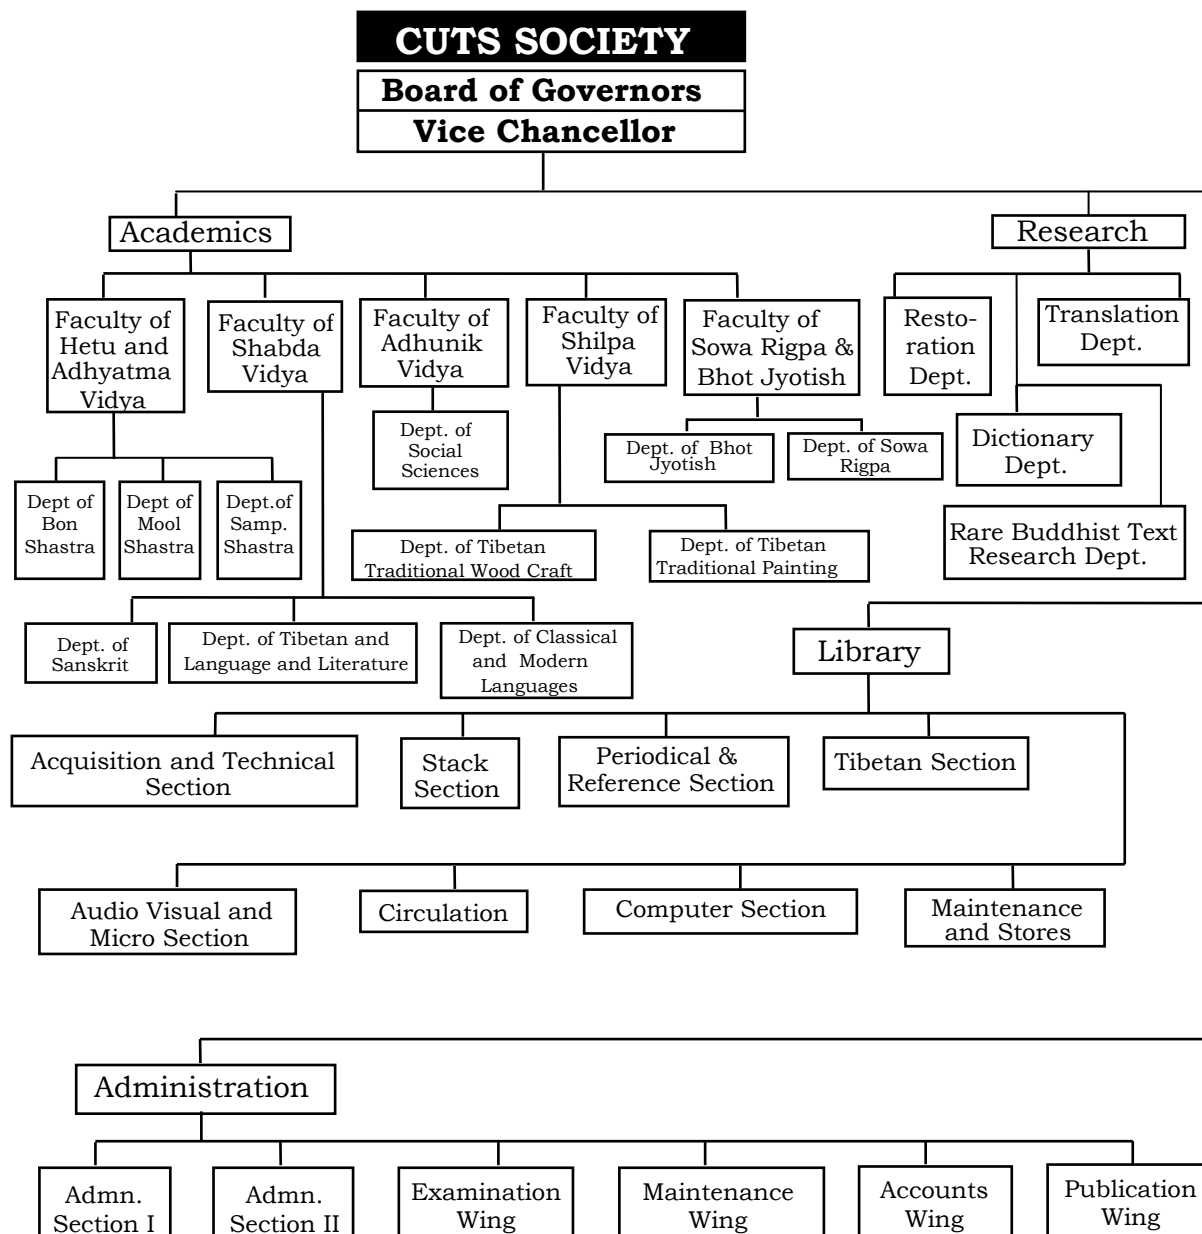 CUTS SOCIETY
Board of Governors
Vice Chancellor
Academics
Research
Faculty of
Hetu and
Adhyatma
Vidya
Faculty of
Shabda
Vidya
Faculty of
Adhunik
Vidya
Faculty of
Shilpa
Vidya
Faculty of
Sowa Rigpa &
Bhot Jyotish
Resto-
ration
Dept.
Translation
Dept.
Dept. of
Social
Sciences
Dept. of Bhot
Jyotish
Dept. of Sowa
Rigpa
Dictionary
Dept.
Dept of
Bon
Shastra
Dept of
Mool
Shastra
Dept.of
Samp.
Shastra
Dept. of Tibetan
Traditional Wood Craft
Dept. of Tibetan
Traditional Painting
Rare Buddhist Text
Research Dept.
Dept. of
Sanskrit
Dept. of Tibetan and
Language and Literature
Dept. of Classical
and Modern
Languages
Library
Acquisition and Technical
Section
Stack
Section
Periodical &
Reference Section
Tibetan Section
Audio Visual and
Micro Section
Circulation
Computer Section
Maintenance
and Stores
Administration
Admn.
Section I
Admn.
Section II
Examination
Wing
Maintenance
Wing
Accounts
Wing
Publication
Wing